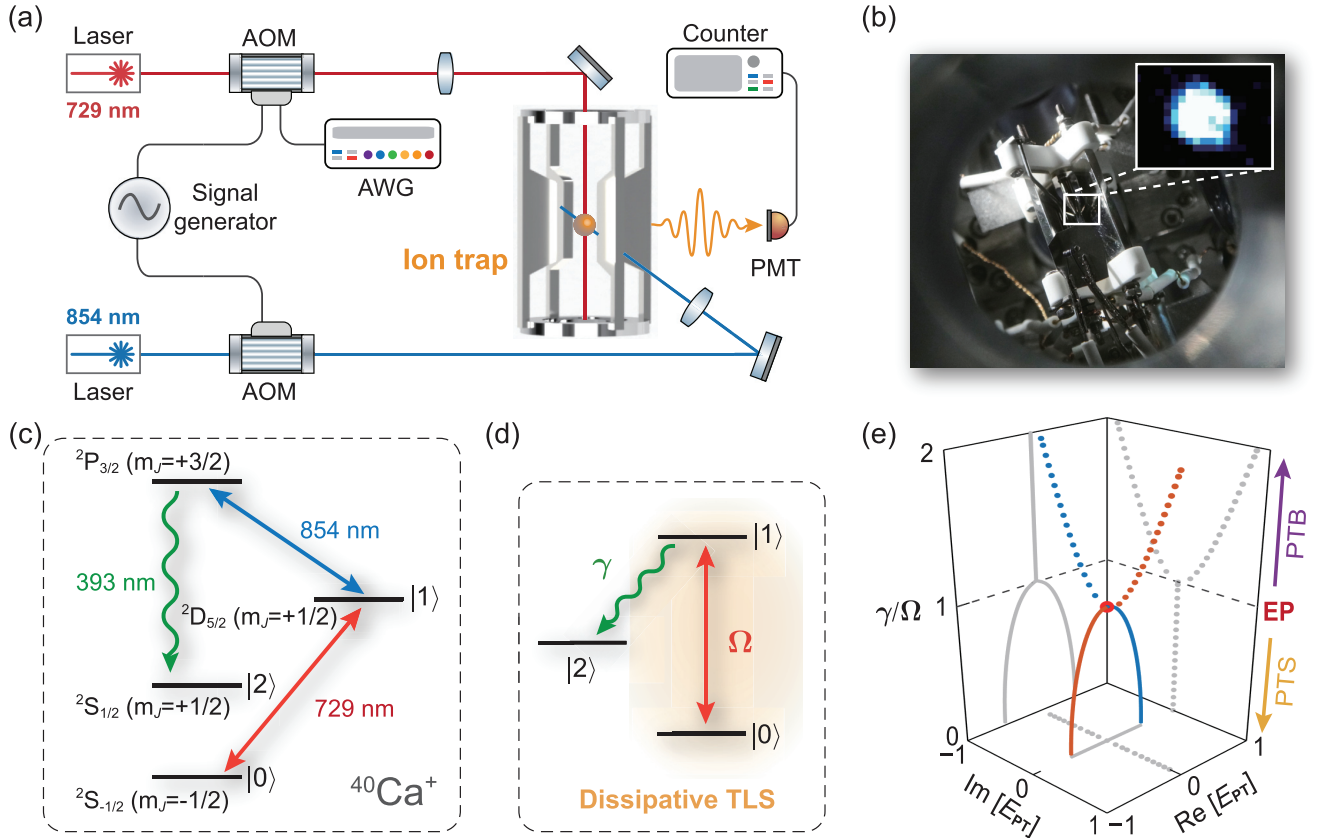 (a)
Laser
729 nm
AOM
Signal
generator
AWG
854 nm
Laser
AOM
Ion trap
Counter
PMT
(b)
(c)
²P₃/₂ (mJ=+3/2)
854 nm
393 nm
|1⟩
²D₅/₂ (mJ=+1/2)
|2⟩
²S₁/₂ (mJ=+1/2)
729 nm
|0⟩
²S₋₁/₂ (mJ=-1/2)
⁴⁰Ca⁺
(d)
|1⟩
γ
Ω
|2⟩
|0⟩
Dissipative TLS
(e)
2
γ/Ω
1
0
−1
0
1
Im [EPT]
−1
0
1
Re [EPT]
PTB
EP
PTS